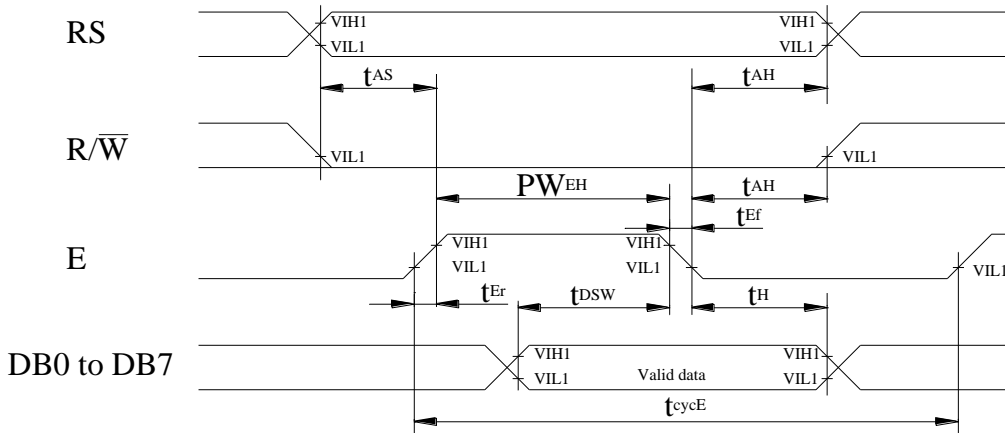 RS
VIH1
VIL1
VIH1
VIL1
tAS
tAH
R/W̅
VIL1
VIL1
PWEH
tAH
tEf
E
VIH1
VIL1
VIH1
VIL1
VIL1
tEr
tDSW
tH
DB0 to DB7
VIH1
VIL1
Valid data
VIH1
VIL1
tcycE